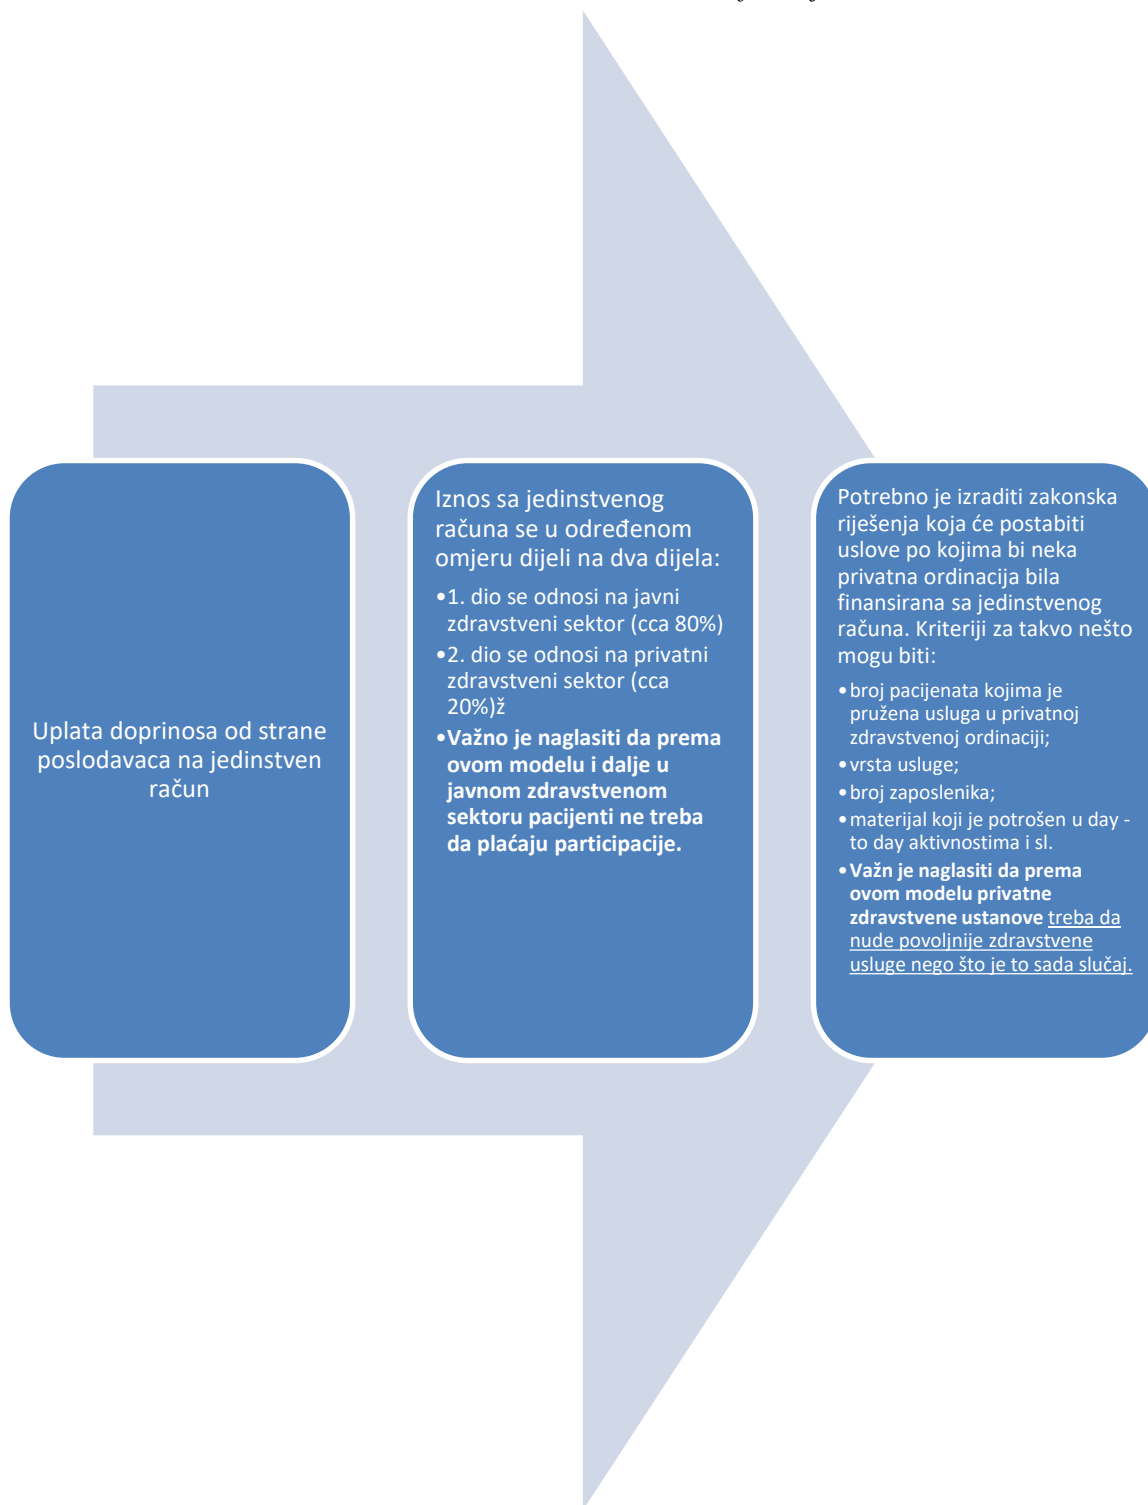 Uplata doprinosa od strane
poslodavaca na jedinstven
račun
Iznos sa jedinstvenog
računa se u određenom
omjeru dijeli na dva dijela:
•1. dio se odnosi na javni
zdravstveni sektor (cca 80%)
•2. dio se odnosi na privatni
zdravstveni sektor (cca
20%)ž
•Važno je naglasiti da prema
ovom modelu i dalje u
javnom zdravstvenom
sektoru pacijenti ne treba
da plaćaju participacije.
Potrebno je izraditi zakonska
riješenja koja će postabiti
uslove po kojima bi neka
privatna ordinacija bila
finansirana sa jedinstvenog
računa. Kriteriji za takvo nešto
mogu biti:
•broj pacijenata kojima je
pružena usluga u privatnoj
zdravstvenoj ordinaciji;
•vrsta usluge;
•broj zaposlenika;
•materijal koji je potrošen u day -
to day aktivnostima i sl.
•Važn je naglasiti da prema
ovom modelu privatne
zdravstvene ustanove treba da
nude povoljnije zdravstvene
usluge nego što je to sada slučaj.